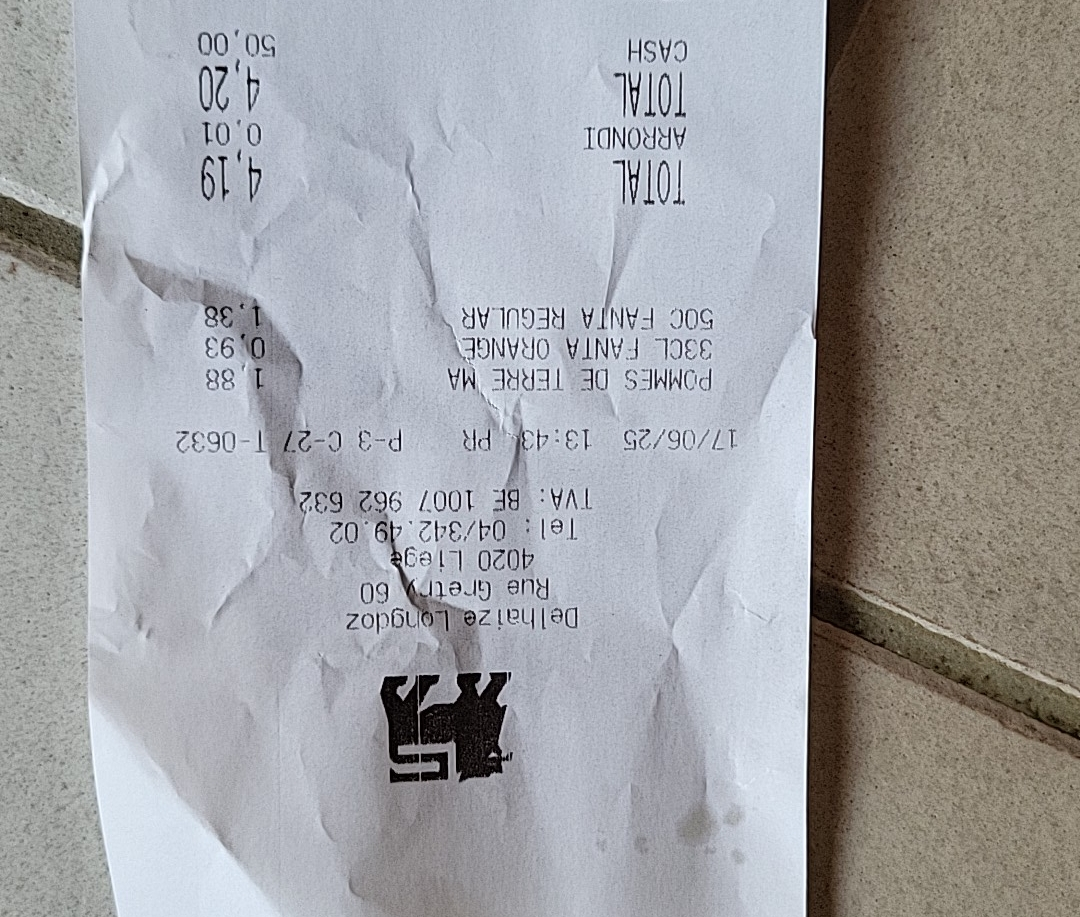 Delhaize Longdoz
Rue Gretry 60
4020 Liege
Tel: 04/342.49.02
TVA: BE 1007 962 632
17/06/25 13:43 PR P-3 C-27 T-0632
POMMES DE TERRE MA 1,88
33CL FANTA ORANGE 0,93
50C FANTA REGULAR 1,38
TOTAL 4,19
ARRONDI 0,01
TOTAL 4,20
CASH 50,00